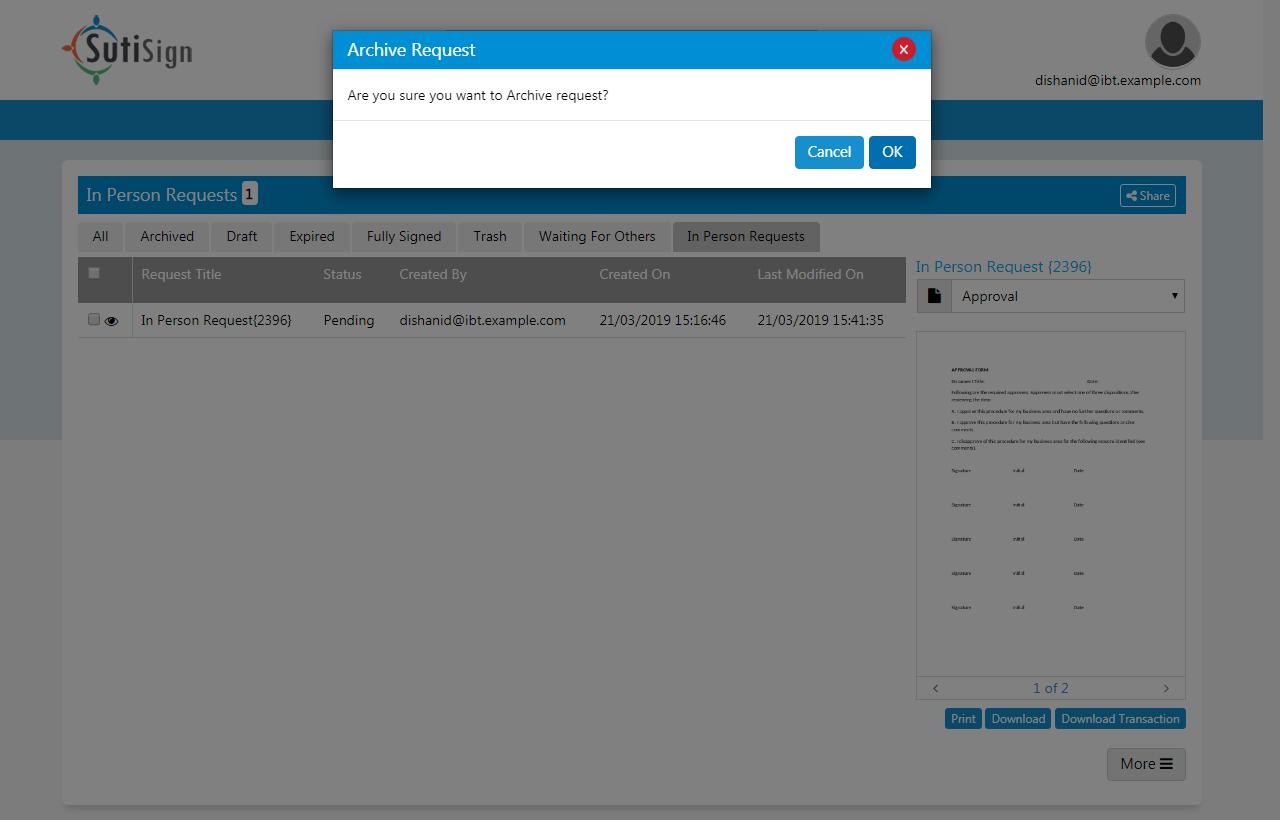 SutiSign
Archive Request
Are you sure you want to Archive request?
Cancel OK
dishanid@ibt.example.com
In Person Requests 1
Share
All Archived Draft Expired Fully Signed Trash Waiting For Others In Person Requests
Request Title Status Created By Created On Last Modified On
In Person Request{2396} Pending dishanid@ibt.example.com 21/03/2019 15:16:46 21/03/2019 15:41:35
In Person Request {2396}
Approval
APPROVAL FORM
Document Title: Date:
Following are the required approvers. Approvers must select one of three dispositions after
reviewing the item:
A. I approve this procedure for my business area and have no further questions or comments.
B. I approve this procedure for my business area but have the following questions and/or
comments.
C. I disapprove of this procedure for my business area for the following reasons identified (see
comments).
Signature Initial Date
Signature Initial Date
Signature Initial Date
Signature Initial Date
Signature Initial Date
1 of 2
Print Download Download Transaction
More